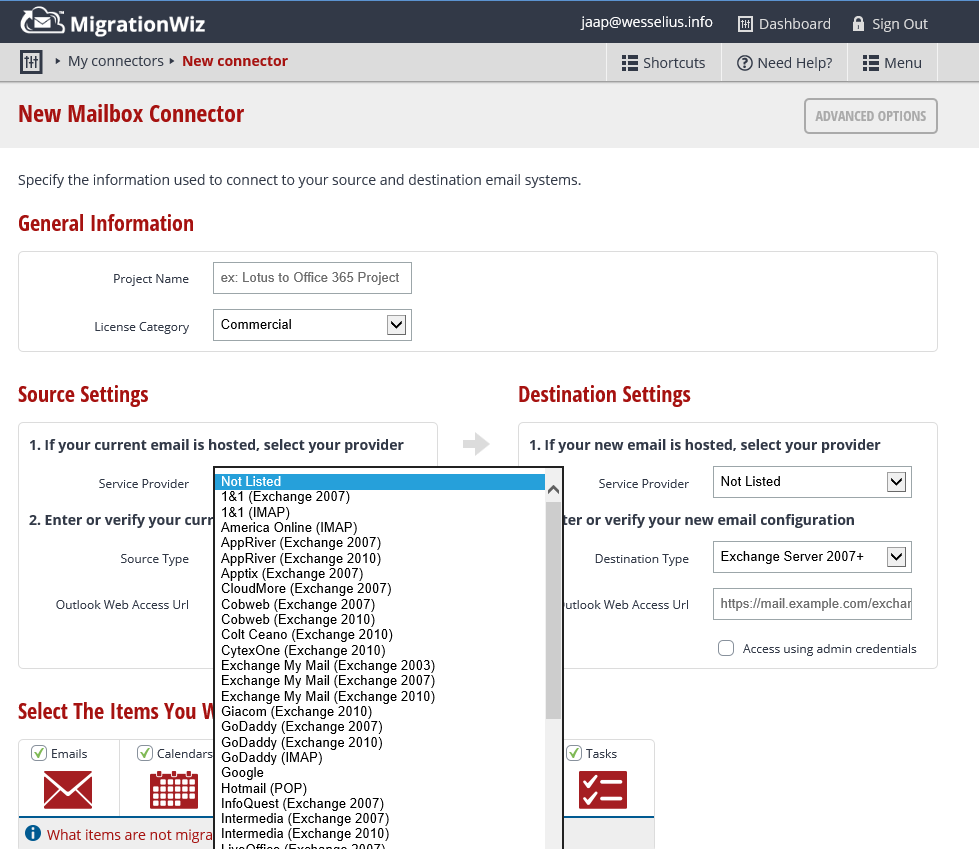 MigrationWiz
jaap@wesselius.info
Dashboard
Sign Out
My connectors
New connector
Shortcuts
Need Help?
Menu
New Mailbox Connector
ADVANCED OPTIONS
Specify the information used to connect to your source and destination email systems.
General Information
Project Name
ex: Lotus to Office 365 Project
License Category
Commercial
Source Settings
1. If your current email is hosted, select your provider
Service Provider
2. Enter or verify your curr
Source Type
Outlook Web Access Url
Not Listed
1&1 (Exchange 2007)
1&1 (IMAP)
America Online (IMAP)
AppRiver (Exchange 2007)
AppRiver (Exchange 2010)
Apptix (Exchange 2007)
CloudMore (Exchange 2007)
Cobweb (Exchange 2007)
Cobweb (Exchange 2010)
Colt Ceano (Exchange 2010)
CytexOne (Exchange 2010)
Exchange My Mail (Exchange 2003)
Exchange My Mail (Exchange 2007)
Exchange My Mail (Exchange 2010)
Giacom (Exchange 2010)
GoDaddy (Exchange 2007)
GoDaddy (Exchange 2010)
GoDaddy (IMAP)
Google
Hotmail (POP)
InfoQuest (Exchange 2007)
Intermedia (Exchange 2007)
Intermedia (Exchange 2010)
LiveOffice (Exchange 2007)
Destination Settings
1. If your new email is hosted, select your provider
Service Provider
Not Listed
ter or verify your new email configuration
Destination Type
Exchange Server 2007+
utlook Web Access Url
https://mail.example.com/exchar
Access using admin credentials
Select The Items You W
Emails
Calendars
Tasks
What items are not migra